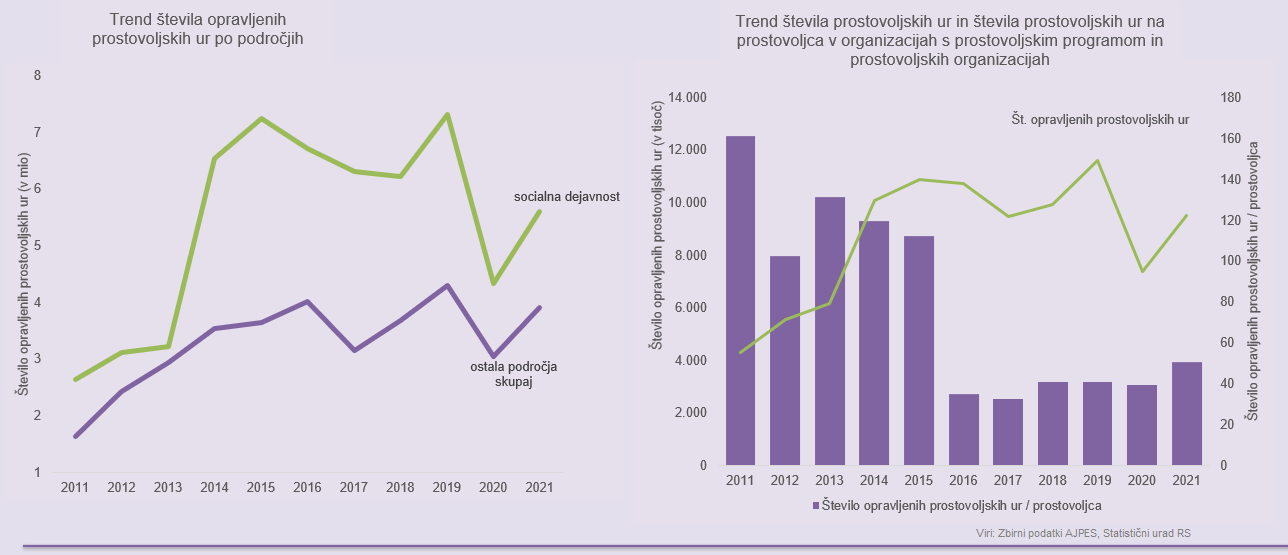 Trend števila opravljenih
prostovoljskih ur po področjih
Število opravljenih prostovoljskih ur (v mio)
8
7
6
5
4
3
2
1
socialna dejavnost
ostala področja
skupaj
2011 2012 2013 2014 2015 2016 2017 2018 2019 2020 2021
Trend števila prostovoljskih ur in števila prostovoljskih ur na
prostovoljca v organizacijah s prostovoljskim programom in
prostovoljskih organizacijah
Število opravljenih prostovoljskih ur (v tisoč)
14.000
12.000
10.000
8.000
6.000
4.000
2.000
0
Št. opravljenih prostovoljskih ur
180
160
140
120
100
80
60
40
20
0
Število opravljenih prostovoljskih ur / prostovoljca
2011 2012 2013 2014 2015 2016 2017 2018 2019 2020 2021
Število opravljenih prostovoljskih ur / prostovoljca
Viri: Zbirni podatki AJPES, Statistični urad RS